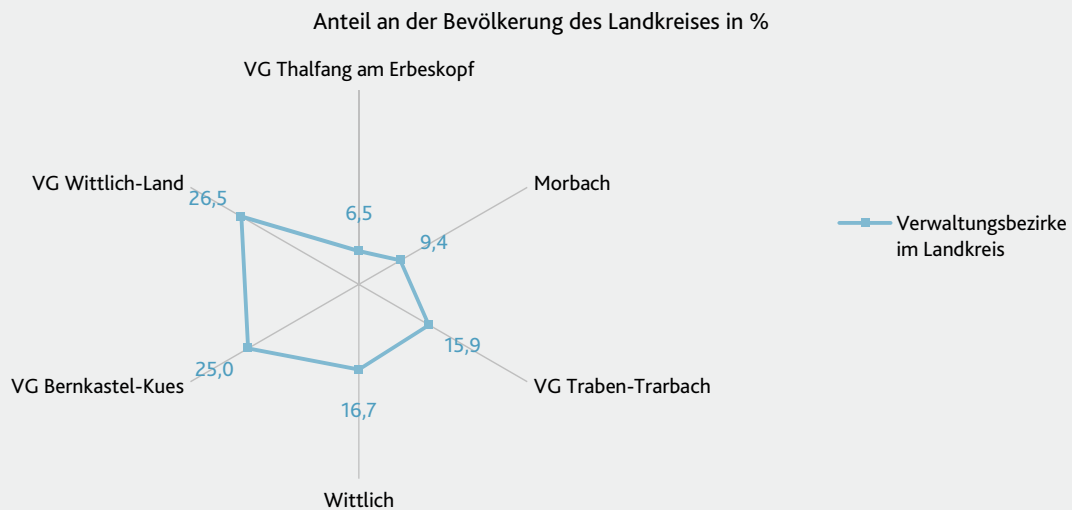 Anteil an der Bevölkerung des Landkreises in %
VG Thalfang am Erbeskopf
VG Wittlich-Land
26,5
6,5
Morbach
9,4
Verwaltungsbezirke
im Landkreis
15,9
25,0
VG Bernkastel-Kues
VG Traben-Trarbach
16,7
Wittlich